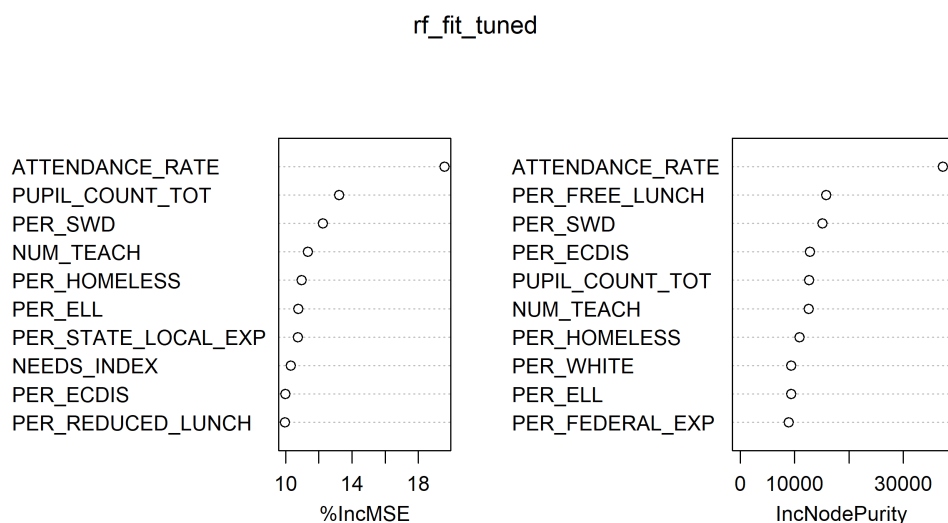 rf_fit_tuned
ATTENDANCE_RATE
PUPIL_COUNT_TOT
PER_SWD
NUM_TEACH
PER_HOMELESS
PER_ELL
PER_STATE_LOCAL_EXP
NEEDS_INDEX
PER_ECDIS
PER_REDUCED_LUNCH
10 14 18
%IncMSE
ATTENDANCE_RATE
PER_FREE_LUNCH
PER_SWD
PER_ECDIS
PUPIL_COUNT_TOT
NUM_TEACH
PER_HOMELESS
PER_WHITE
PER_ELL
PER_FEDERAL_EXP
0 10000 30000
IncNodePurity